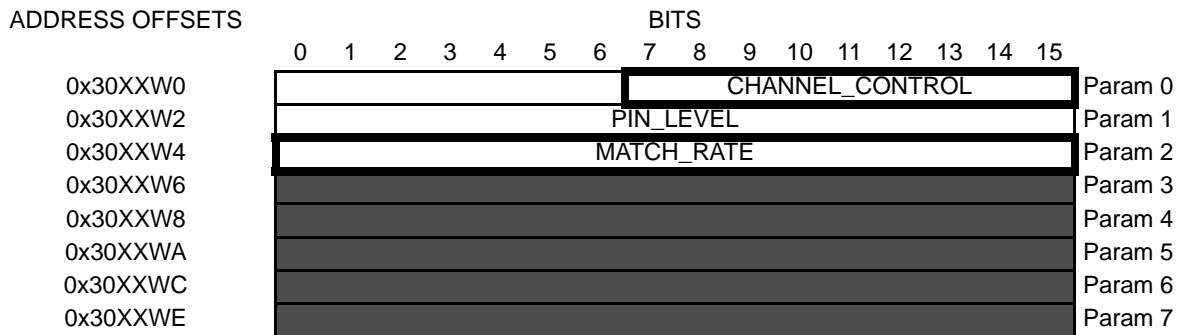 ADDRESS OFFSETS BITS
0 1 2 3 4 5 6 7 8 9 10 11 12 13 14 15
0x30XXW0 CHANNEL_CONTROL Param 0
0x30XXW2 PIN_LEVEL Param 1
0x30XXW4 MATCH_RATE Param 2
0x30XXW6 Param 3
0x30XXW8 Param 4
0x30XXWA Param 5
0x30XXWC Param 6
0x30XXWE Param 7